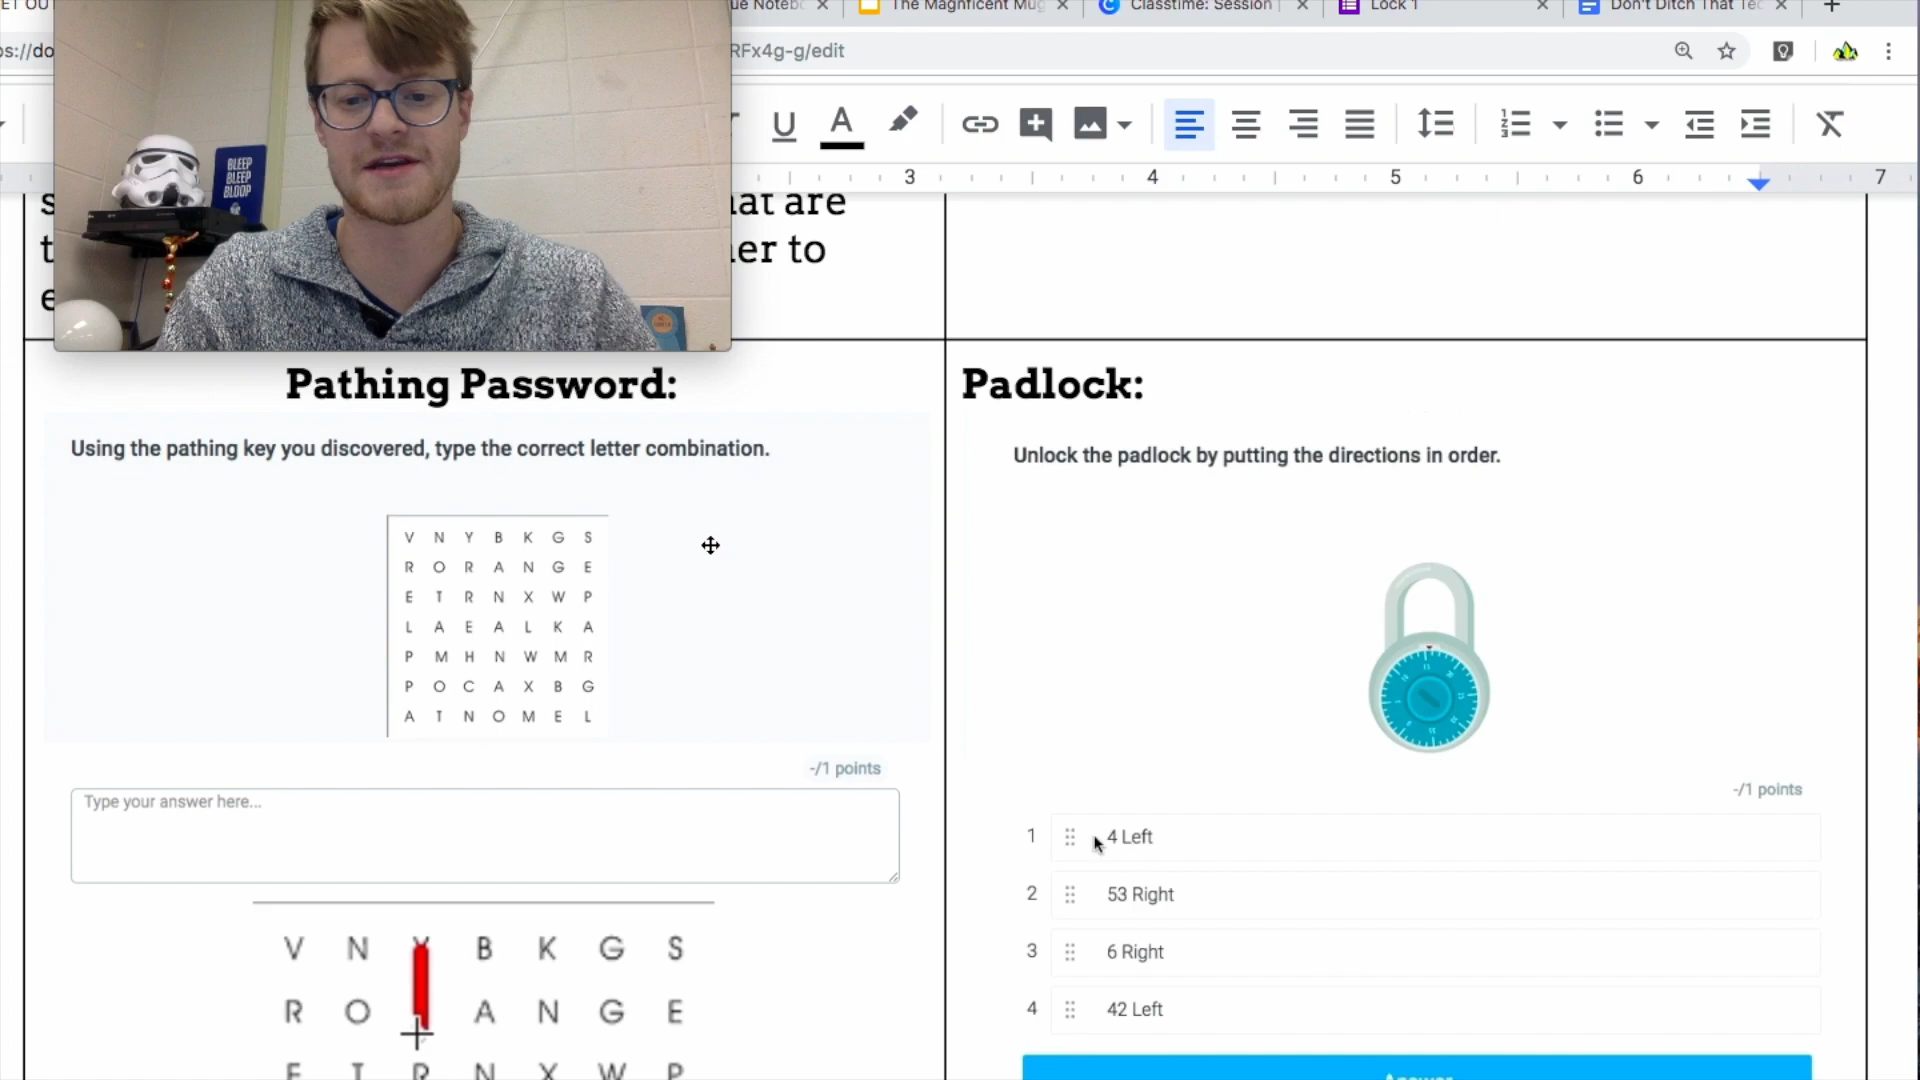 The Magnficent Mug
Classtime: Session
Lock 1
Don't Ditch That Tec
RFx4g-g/edit
BLEEP
BLEEP
BLOOP
3 4 5 6 7
at are
er to
Pathing Password:
Using the pathing key you discovered, type the correct letter combination.
V N Y B K G S
R O R A N G E
E T R N X W P
L A E A L K A
P M H N W M R
P O C A X B G
A T N O M E L
-/1 points
Type your answer here...
V N Y B K G S
R O A N G E
E T R N X W P
Padlock:
Unlock the padlock by putting the directions in order.
-/1 points
1 4 Left
2 53 Right
3 6 Right
4 42 Left
Answer